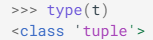 >>> type(t)
<class 'tuple'>